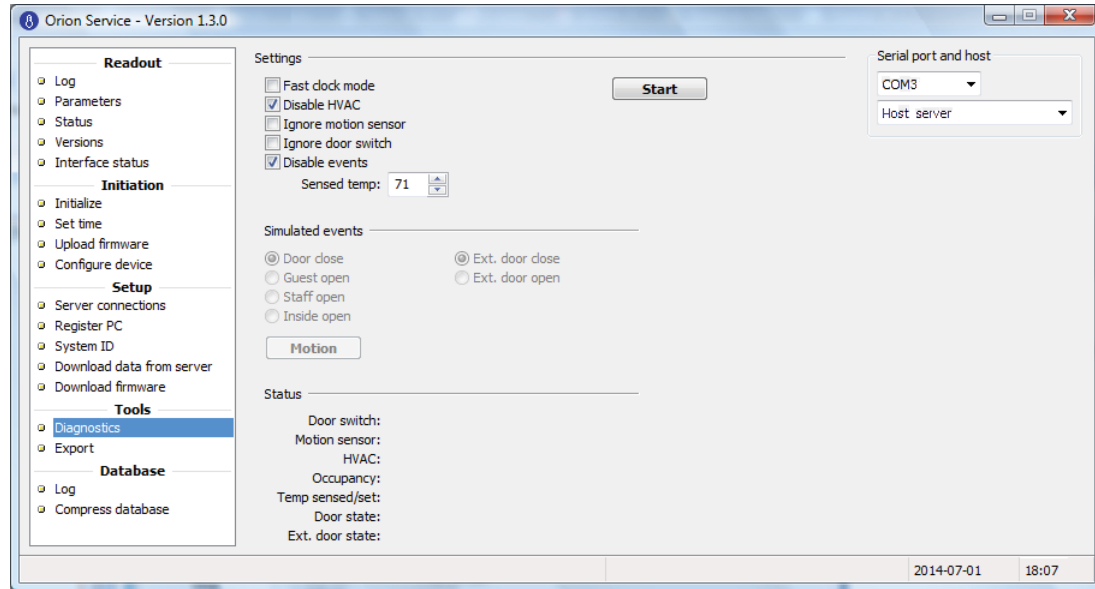 Orion Service - Version 1.3.0
Readout
Log
Parameters
Status
Versions
Interface status
Initiation
Initialize
Set time
Upload firmware
Configure device
Setup
Server connections
Register PC
System ID
Download data from server
Download firmware
Tools
Diagnostics
Export
Database
Log
Compress database
Settings
Fast clock mode
Disable HVAC
Ignore motion sensor
Ignore door switch
Disable events
Sensed temp: 71
Start
Simulated events
Door close
Guest open
Staff open
Inside open
Ext. door close
Ext. door open
Motion
Status
Door switch:
Motion sensor:
HVAC:
Occupancy:
Temp sensed/set:
Door state:
Ext. door state:
Serial port and host
COM3
Host server
2014-07-01 18:07